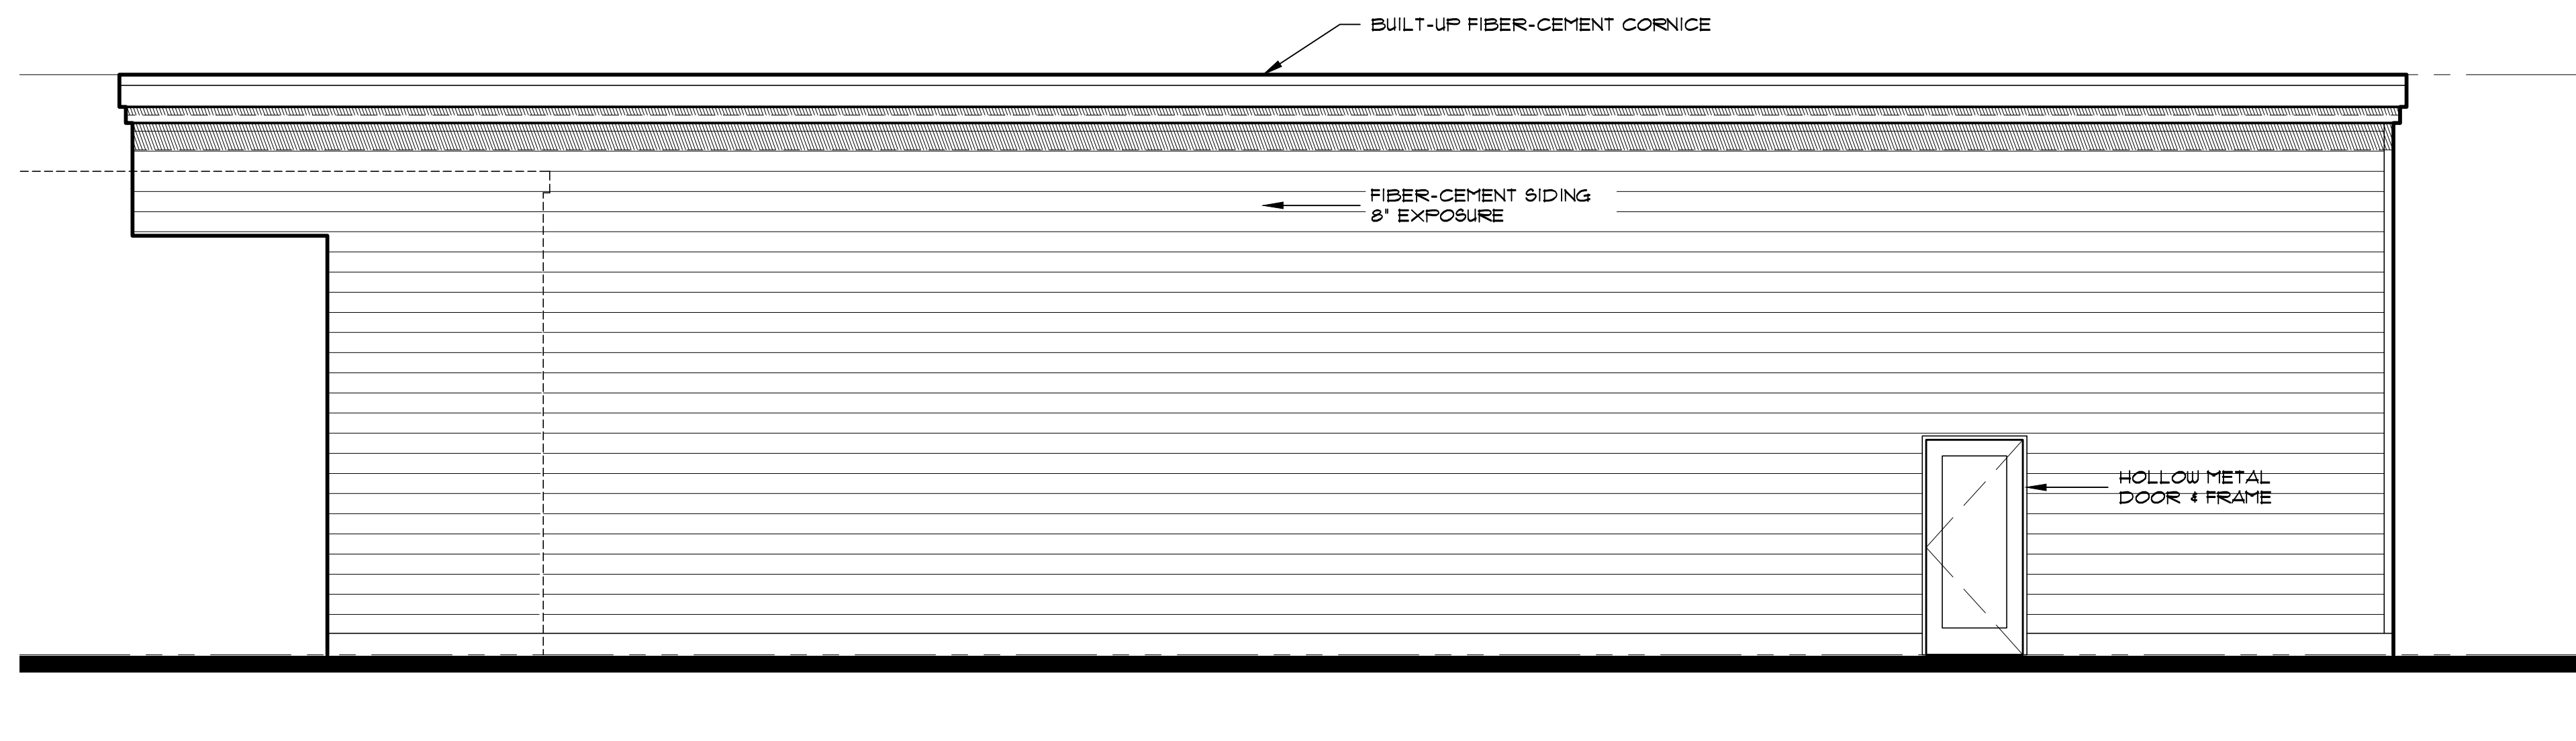 BUILT-UP FIBER-CEMENT CORNICE
FIBER-CEMENT SIDING
8" EXPOSURE
HOLLOW METAL
DOOR & FRAME